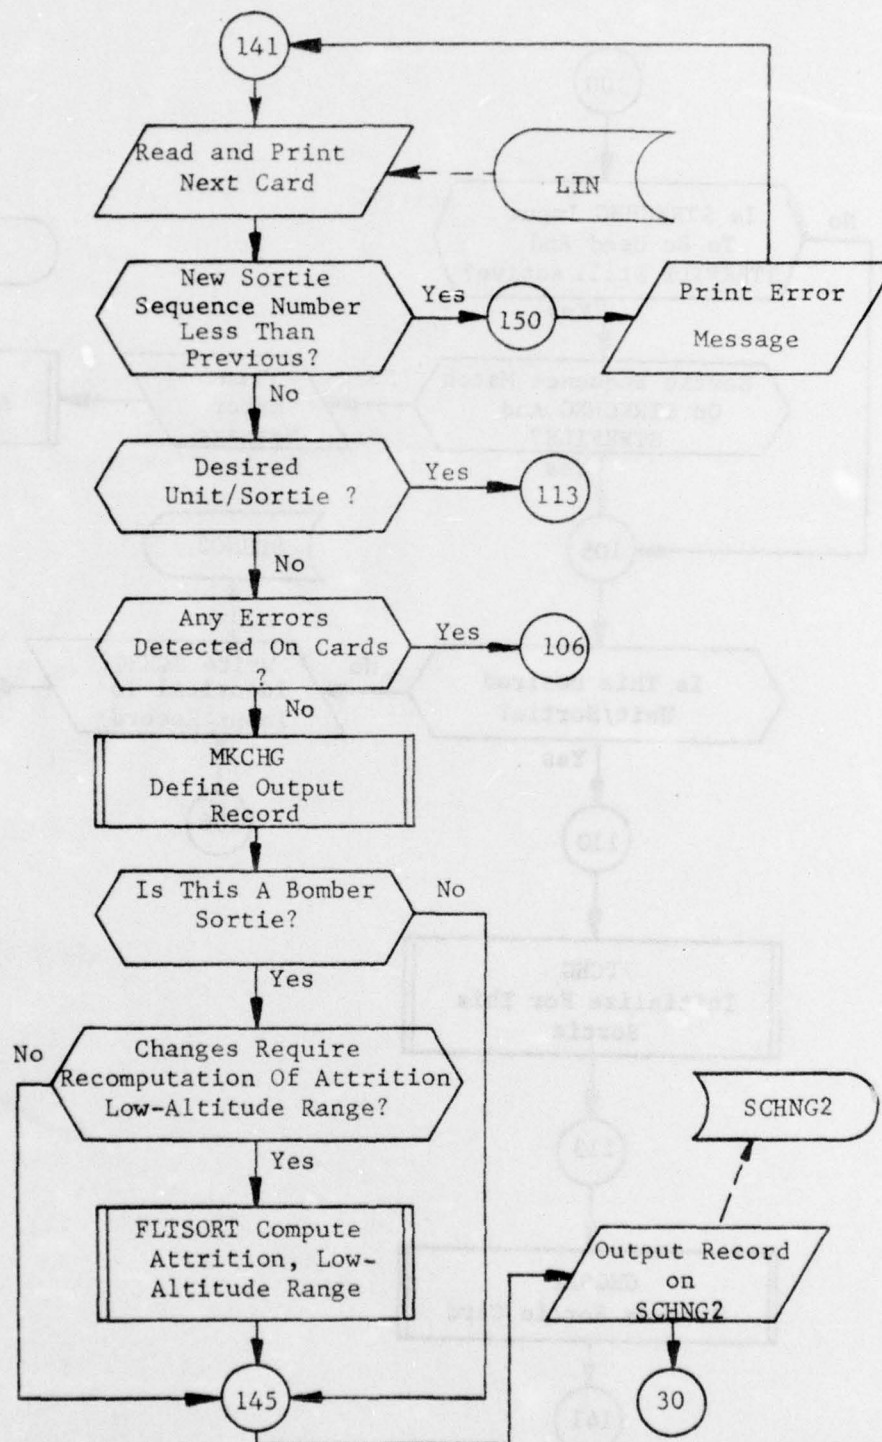 141
Read and Print
Next Card
LIN
New Sortie
Sequence Number
Less Than
Previous?
Yes
150
Print Error
Message
No
Desired
Unit/Sortie ?
Yes
113
No
Any Errors
Detected On Cards
?
Yes
106
No
MKCHG
Define Output
Record
Is This A Bomber
Sortie?
No
Yes
No
Changes Require
Recomputation Of Attrition
Low-Altitude Range?
Yes
SCHNG2
FLTSORT Compute
Attrition, Low-
Altitude Range
Output Record
on
SCHNG2
145
30